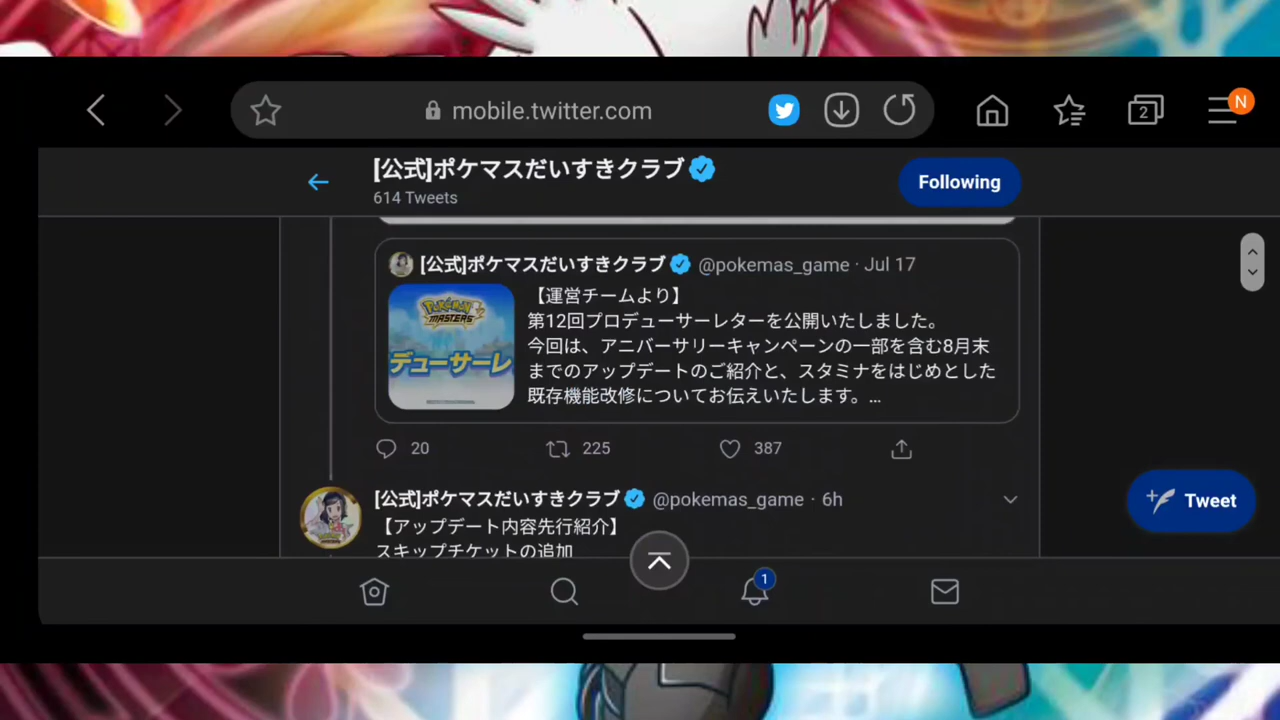 mobile.twitter.com
2
N
[公式]ポケマスだいすきクラブ
614 Tweets
Following
[公式]ポケマスだいすきクラブ @pokemas_game · Jul 17
Pokémon
MASTERS
デューサーレ
【運営チームより】
第12回プロデューサーレターを公開いたしました。
今回は、アニバーサリーキャンペーンの一部を含む8月末
までのアップデートのご紹介と、スタミナをはじめとした
既存機能改修についてお伝えいたします。...
20 225 387
[公式]ポケマスだいすきクラブ @pokemas_game · 6h
【アップデート内容先行紹介】
スキップチケットの追加
Tweet
1